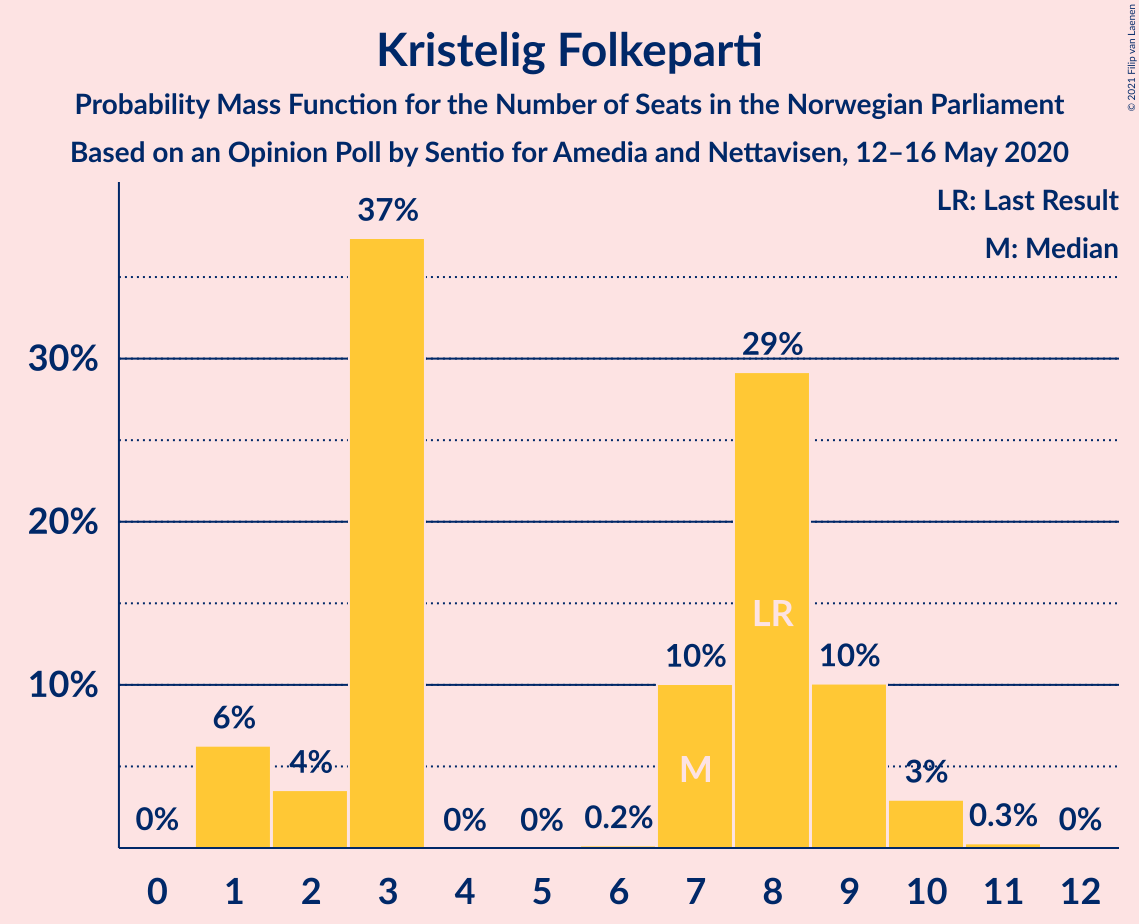 Kristelig Folkeparti
Probability Mass Function for the Number of Seats in the Norwegian Parliament
Based on an Opinion Poll by Sentio for Amedia and Nettavisen, 12–16 May 2020
© 2021 Filip van Laenen
LR: Last Result
M: Median
37%
30%
29%
20%
LR
10%
10%
10%
6%
4%
M
3%
0%
0%
0%
0.2%
0.3%
0%
0 1 2 3 4 5 6 7 8 9 10 11 12